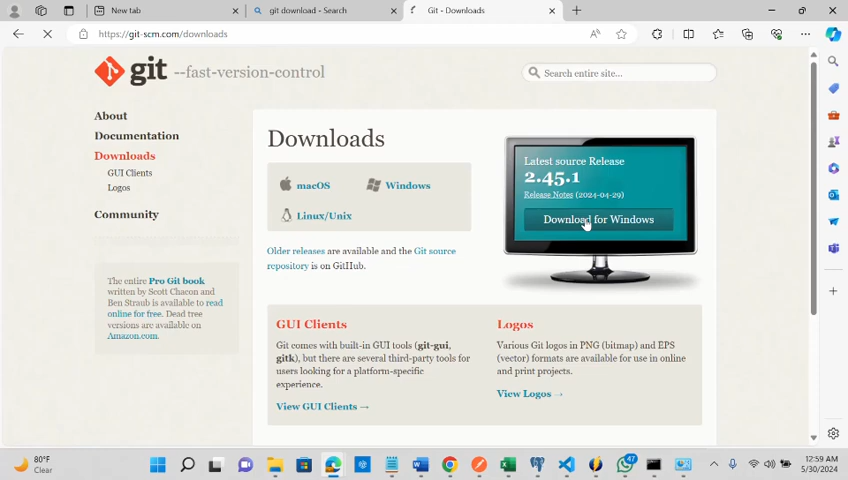 New tab
git download - Search
Git - Downloads
https://git-scm.com/downloads
git --fast-version-control
Search entire site...
About
Documentation
Downloads
GUI Clients
Logos
Community
The entire Pro Git book
written by Scott Chacon and
Ben Straub is available to read
online for free. Dead tree
versions are available on
Amazon.com.
Downloads
macOS
Windows
Linux/Unix
Older releases are available and the Git source
repository is on GitHub.
Latest source Release
2.45.1
Release Notes (2024-04-29)
Download for Windows
GUI Clients
Git comes with built-in GUI tools (git-gui,
gitk), but there are several third-party tools for
users looking for a platform-specific
experience.
View GUI Clients →
Logos
Various Git logos in PNG (bitmap) and EPS
(vector) formats are available for use in online
and print projects.
View Logos →
80°F
Clear
47
12:59 AM
5/30/2024